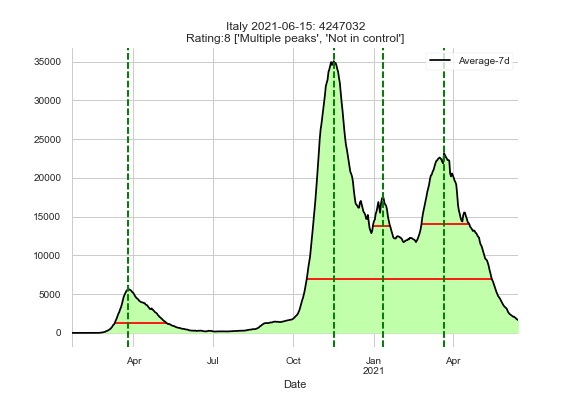 Italy 2021-06-15: 4247032
Rating:8 ['Multiple peaks', 'Not in control']
Average-7d
35000
30000
25000
20000
15000
10000
5000
0
Apr
Jul
Oct
Jan
2021
Apr
Date